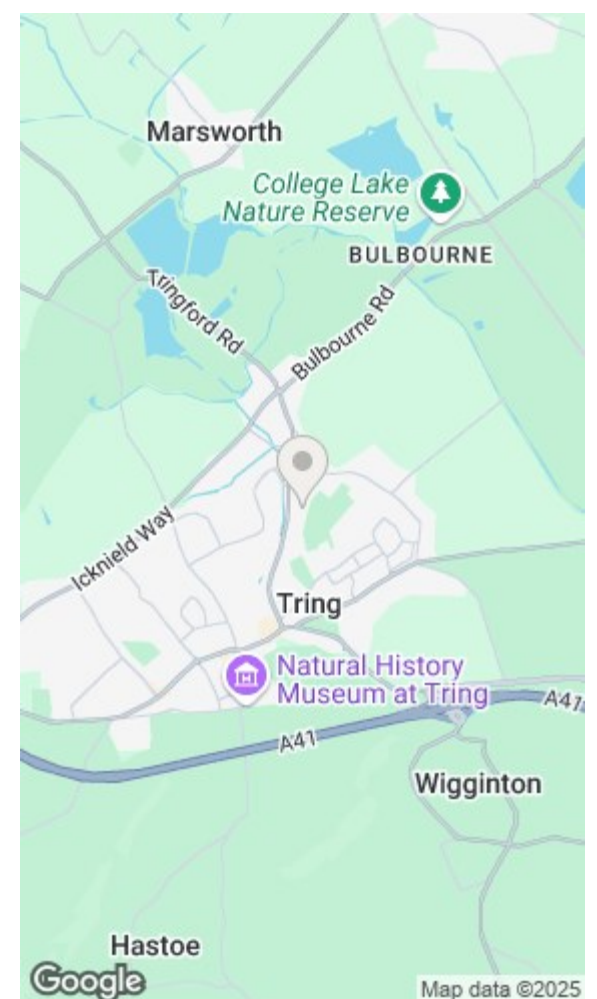 Marsworth
College Lake
Nature Reserve
BULBOURNE
Tringford Rd
Bulbourne Rd
Icknield Way
Tring
Natural History
Museum at Tring
A41
A41
Wigginton
Hastoe
Google
Map data ©2025